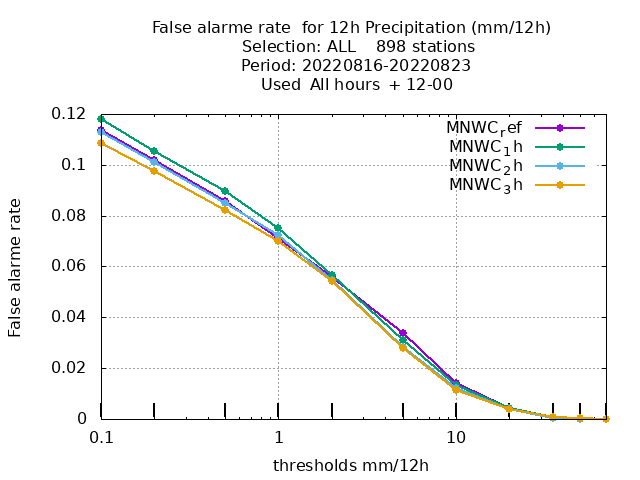 False alarme rate  for 12h Precipitation (mm/12h)
Selection: ALL    898 stations
Period: 20220816-20220823
Used  All hours  + 12-00
MNWC_ref
MNWC_1h
MNWC_2h
MNWC_3h
0.12
0.1
0.08
0.06
0.04
0.02
0
False alarme rate
0.1 1 10
thresholds mm/12h